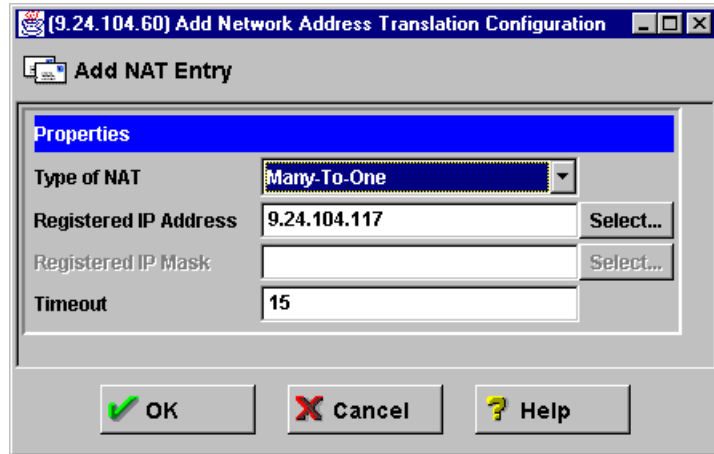 (9.24.104.60) Add Network Address Translation Configuration
Add NAT Entry
Properties
Type of NAT Many-To-One
Registered IP Address 9.24.104.117 Select...
Registered IP Mask Select...
Timeout 15
OK Cancel Help